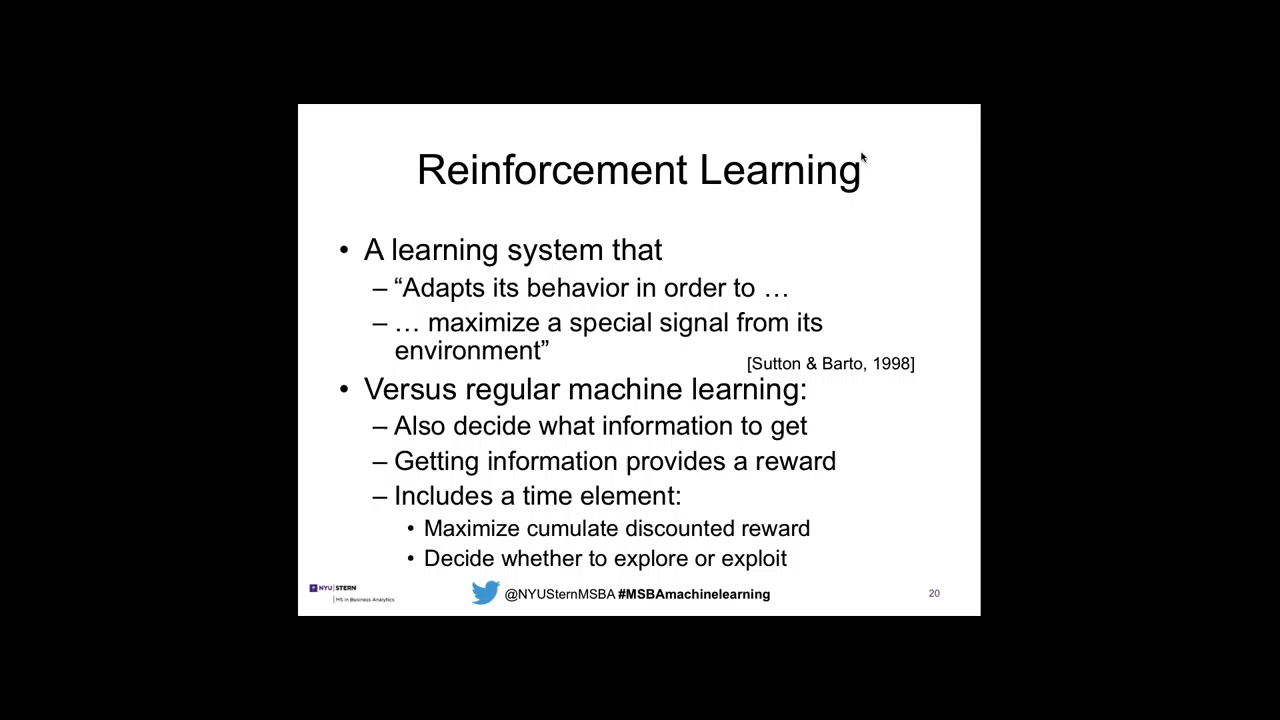 Reinforcement Learning
• A learning system that
– “Adapts its behavior in order to …
– … maximize a special signal from its
environment”
[Sutton & Barto, 1998]
• Versus regular machine learning:
– Also decide what information to get
– Getting information provides a reward
– Includes a time element:
• Maximize cumulate discounted reward
• Decide whether to explore or exploit
NYU STERN
MS in Business Analytics
@NYUSternMSBA #MSBAmachinelearning
20